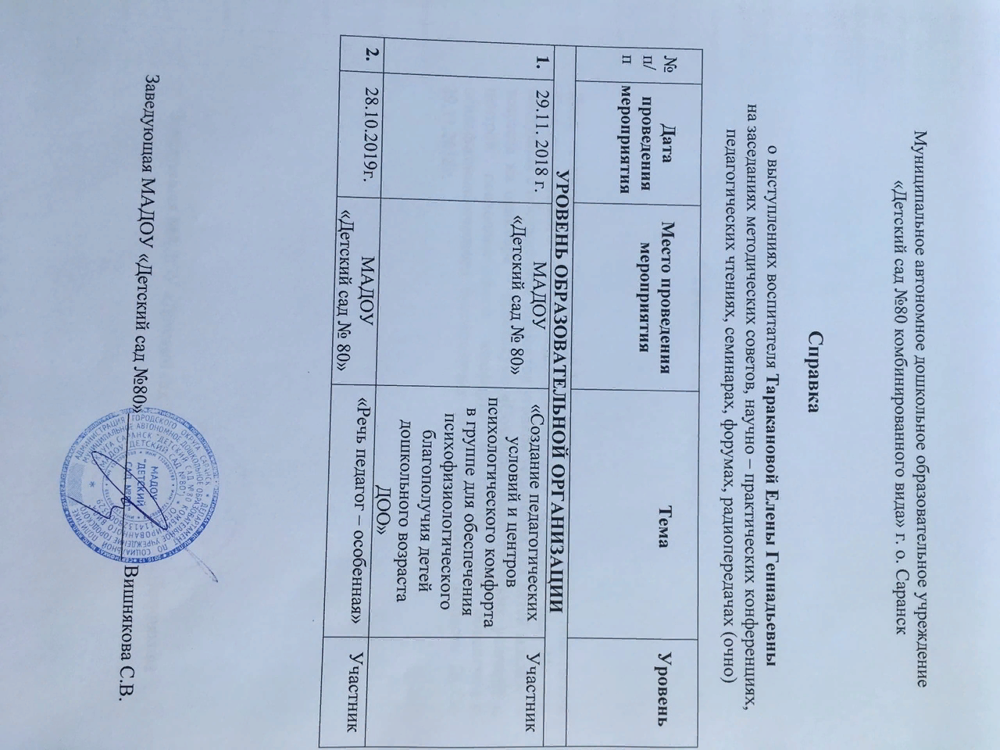 Муниципальное автономное дошкольное образовательное учреждение
«Детский сад №80 комбинированного вида» г. о. Саранск
Справка
о выступлениях воспитателя Таракановой Елены Геннадьевны
на заседаниях методических советов, научно – практических конференциях,
педагогических чтениях, семинарах, форумах, радиопередачах (очно)
№
п/
п
Дата
проведения
мероприятия
Место проведения
мероприятия
Тема
Уровень
УРОВЕНЬ ОБРАЗОВАТЕЛЬНОЙ ОРГАНИЗАЦИИ
1.
29.11. 2018 г.
МАДОУ
«Детский сад № 80»
«Создание педагогических
условий и центров
психологического комфорта
в группе для обеспечения
психофизиологического
благополучия детей
дошкольного возраста
ДОО»
Участник
2.
28.10.2019г.
МАДОУ
«Детский сад № 80»
«Речь педагог – особенная»
Участник
Заведующая МАДОУ «Детский сад №80» Вишнякова С.В.
МАДОУ
"ДЕТСКИЙ
САД №80"